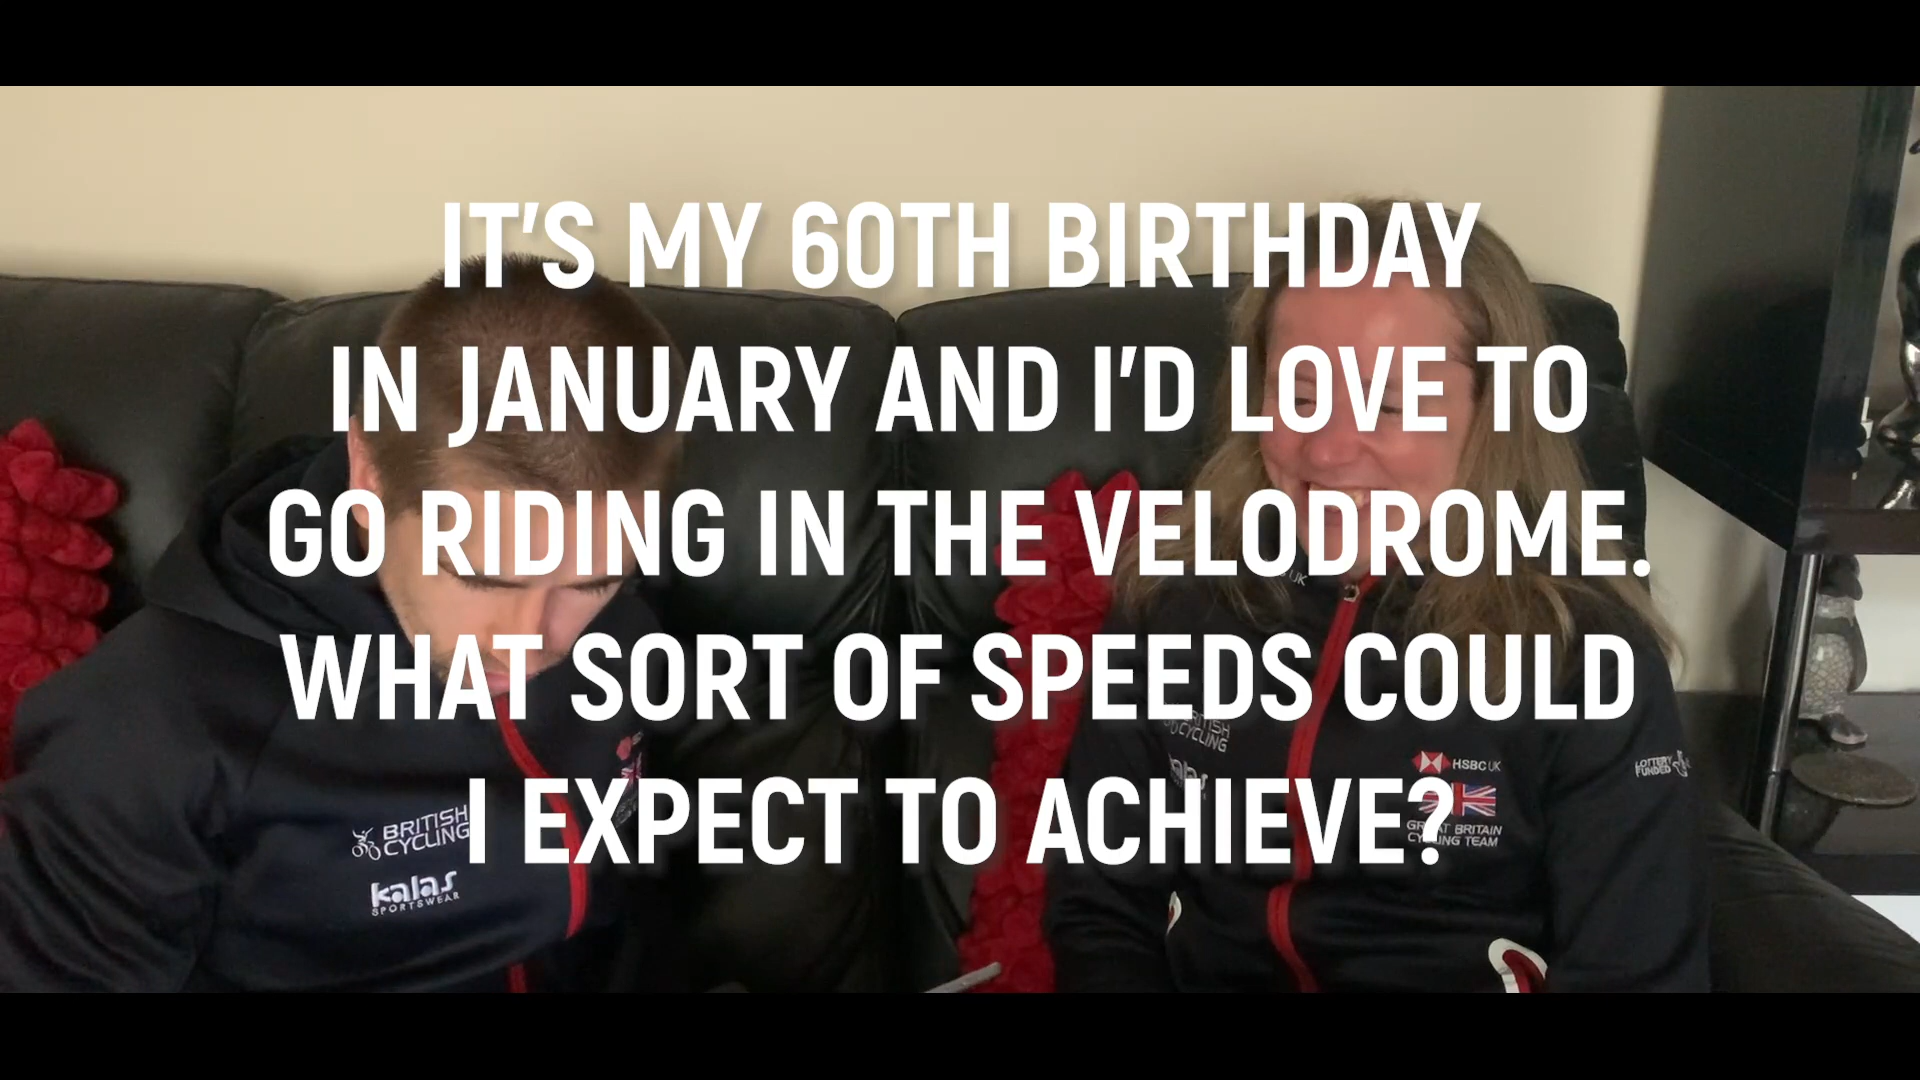 IT'S MY 60TH BIRTHDAY
IN JANUARY AND I'D LOVE TO
GO RIDING IN THE VELODROME.
WHAT SORT OF SPEEDS COULD
I EXPECT TO ACHIEVE?
UK
BRITISH
CYCLING
HSBC UK
LOTTERY
FUNDED
GREAT BRITAIN
CYCLING TEAM
BRITISH
CYCLING
kalas
SPORTSWEAR